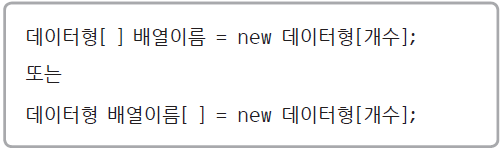 데이터형[ ] 배열이름 = new 데이터형[개수];
또는
데이터형 배열이름[ ] = new 데이터형[개수];